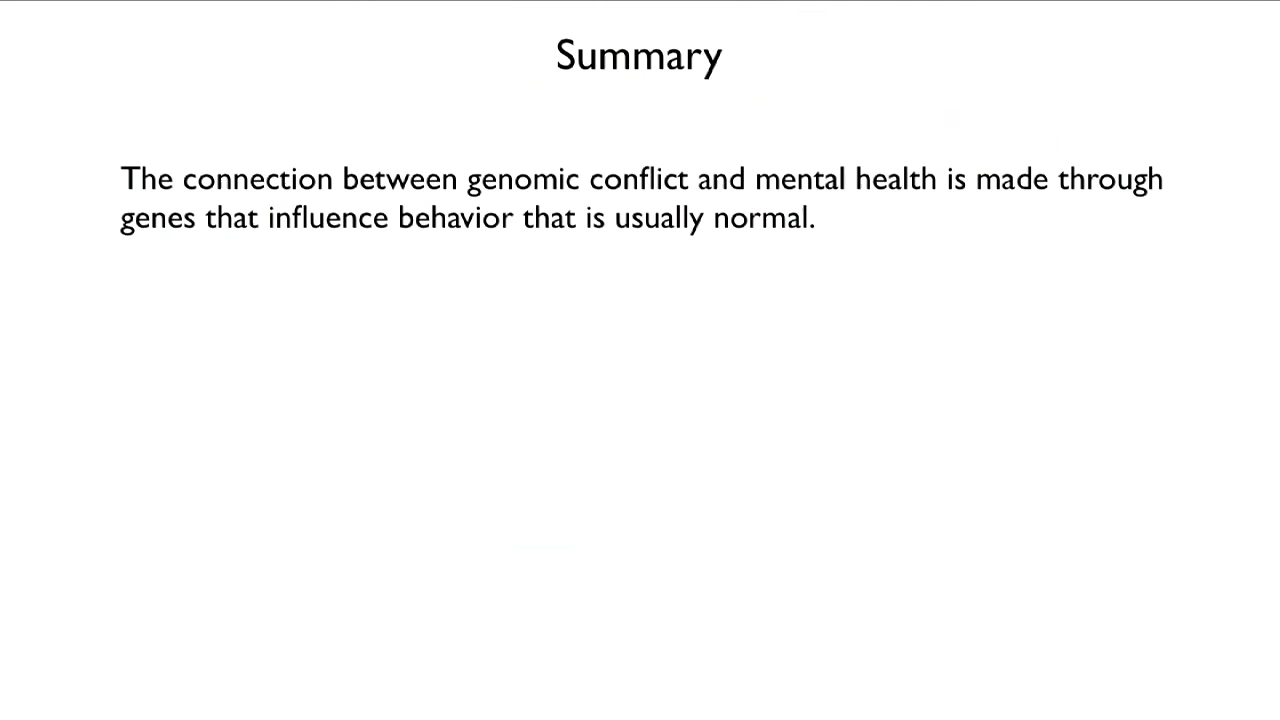 Summary
The connection between genomic conflict and mental health is made through
genes that influence behavior that is usually normal.